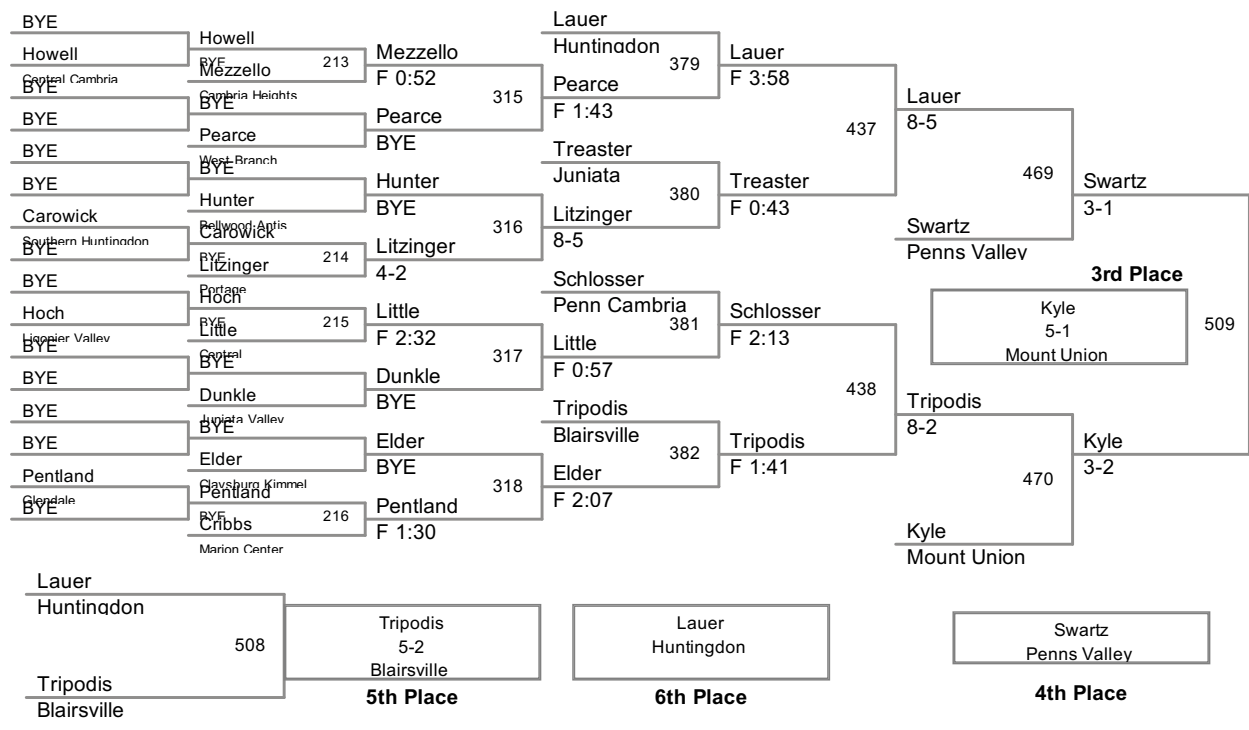 BYE
Howell
Central Cambria
BYE
BYE
BYE
BYE
Carowick
Southern Huntingdon
BYE
BYE
Hoch
Ligonier Valley
BYE
BYE
BYE
BYE
Pentland
Glendale
BYE
Howell
BYE
213
Mezzello
Cambria Heights
BYE
Pearce
West Branch
BYE
Hunter
Bellwood Antis
Carowick
BYE
214
Litzinger
Portage
Hoch
BYE
215
Little
Central
BYE
Dunkle
Juniata Valley
BYE
Elder
Claysburg Kimmel
Pentland
BYE
216
Cribbs
Marion Center
Mezzello
F 0:52
315
Pearce
BYE
Hunter
BYE
316
Litzinger
4-2
Little
F 2:32
317
Dunkle
BYE
Elder
BYE
318
Pentland
F 1:30
Lauer
Huntingdon
379
Pearce
F 1:43
Treaster
Juniata
380
Litzinger
8-5
Schlosser
Penn Cambria
381
Little
F 0:57
Tripodis
Blairsville
382
Elder
F 2:07
Lauer
F 3:58
437
Treaster
F 0:43
Schlosser
F 2:13
438
Tripodis
F 1:41
Lauer
8-5
469
Swartz
Penns Valley
Tripodis
8-2
470
Kyle
Mount Union
Swartz
3-1
3rd Place
Kyle
5-1
Mount Union
509
Kyle
3-2
Lauer
Huntingdon
508
Tripodis
Blairsville
Tripodis
5-2
Blairsville
5th Place
Lauer
Huntingdon
6th Place
Swartz
Penns Valley
4th Place